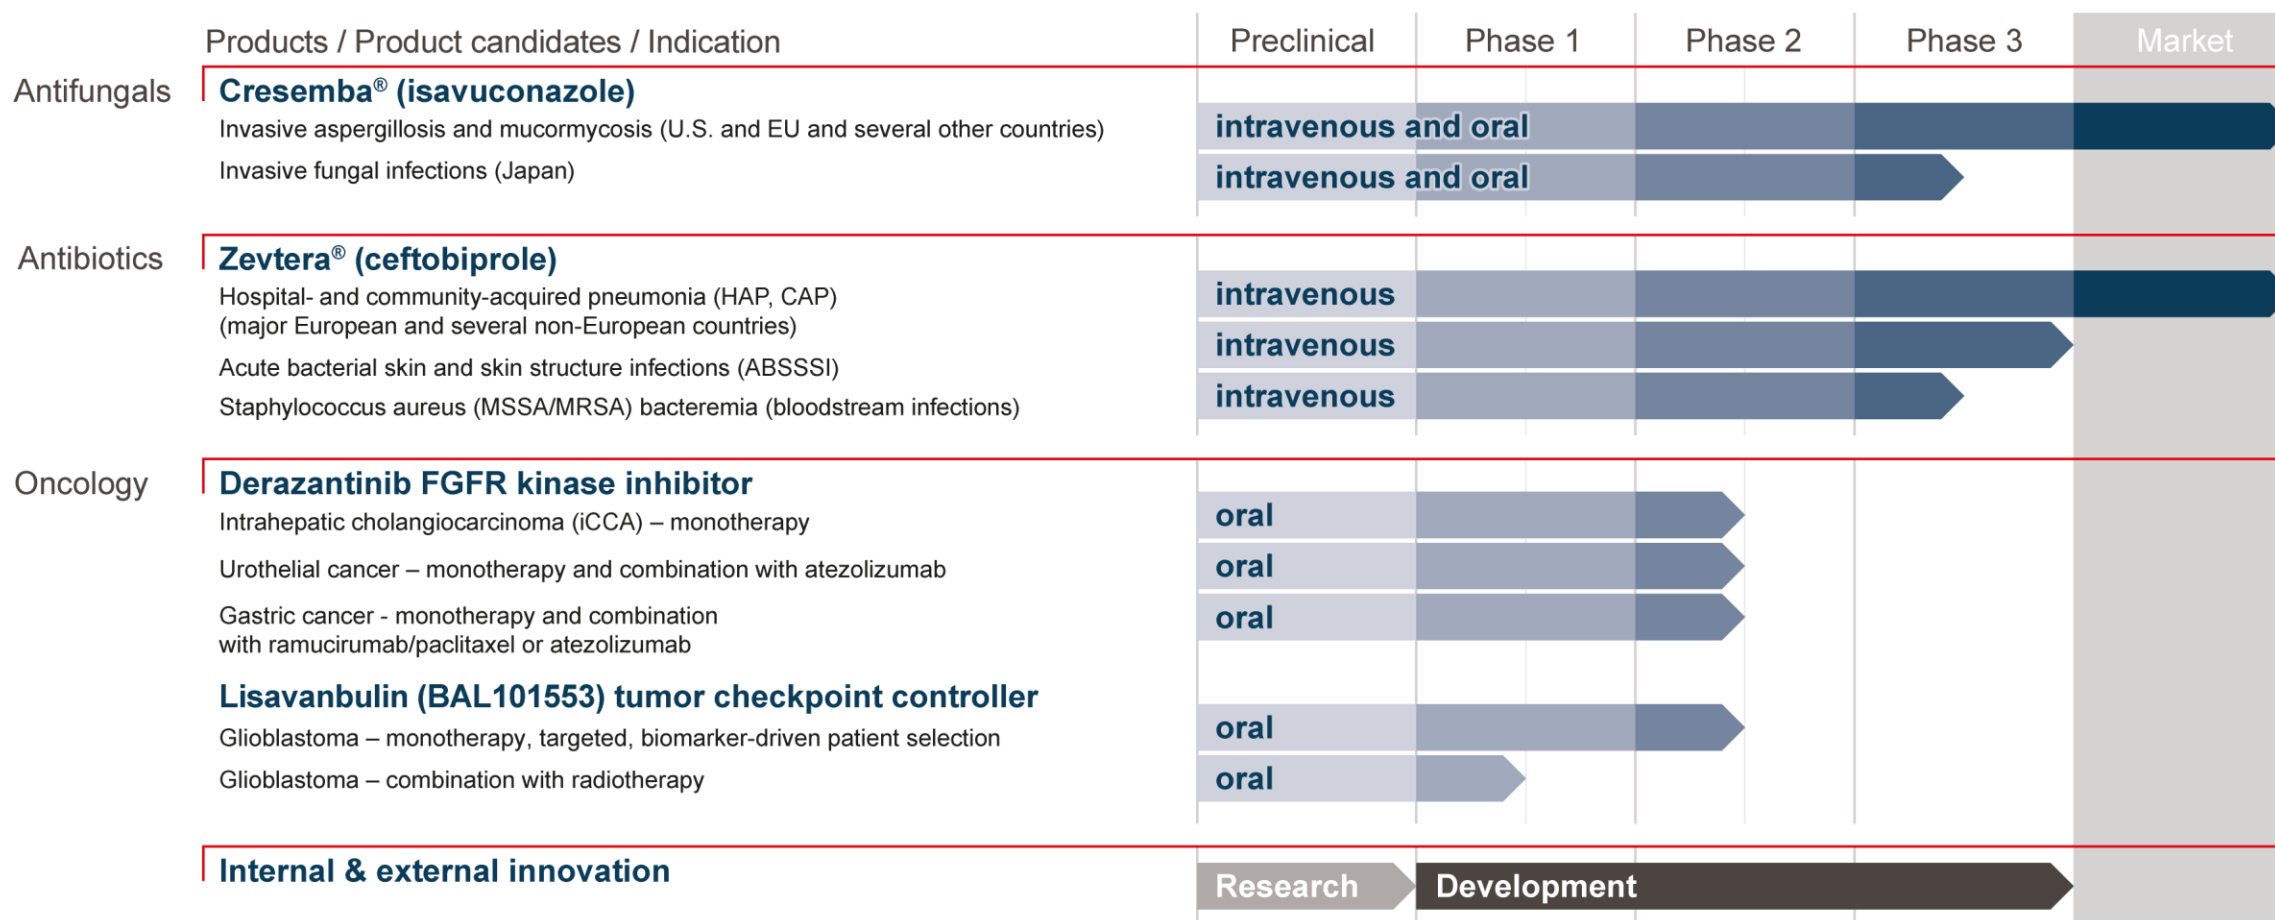 Products / Product candidates / Indication Preclinical Phase 1 Phase 2 Phase 3 Market
Antifungals Cresemba® (isavuconazole)
Invasive aspergillosis and mucormycosis (U.S. and EU and several other countries) intravenous and oral
Invasive fungal infections (Japan) intravenous and oral
Antibiotics Zevtera® (ceftobiprole)
Hospital- and community-acquired pneumonia (HAP, CAP) intravenous
(major European and several non-European countries)
Acute bacterial skin and skin structure infections (ABSSSI) intravenous
Staphylococcus aureus (MSSA/MRSA) bacteremia (bloodstream infections) intravenous
Oncology Derazantinib FGFR kinase inhibitor
Intrahepatic cholangiocarcinoma (iCCA) – monotherapy oral
Urothelial cancer – monotherapy and combination with atezolizumab oral
Gastric cancer - monotherapy and combination oral
with ramucirumab/paclitaxel or atezolizumab
Lisavanbulin (BAL101553) tumor checkpoint controller
Glioblastoma – monotherapy, targeted, biomarker-driven patient selection oral
Glioblastoma – combination with radiotherapy oral
Internal & external innovation Research Development